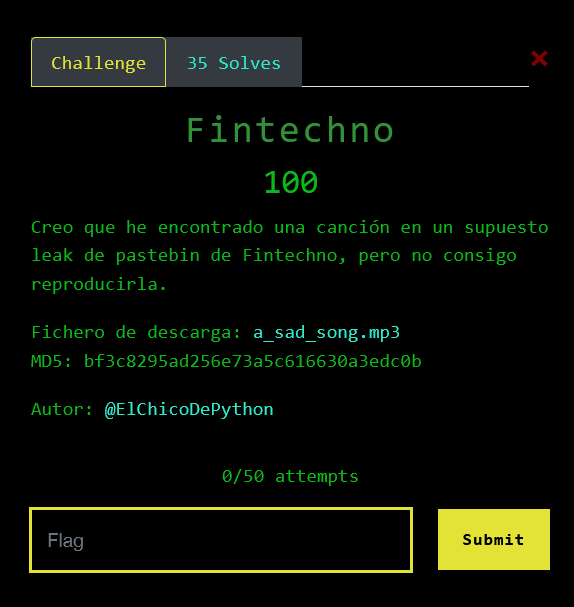 Challenge
35 Solves
×
Fintechno
100
Creo que he encontrado una canción en un supuesto
leak de pastebin de Fintechno, pero no consigo
reproducirla.
Fichero de descarga: a_sad_song.mp3
MD5: bf3c8295ad256e73a5c616630a3edc0b
Autor: @ElChicoDePython
0/50 attempts
Flag
Submit